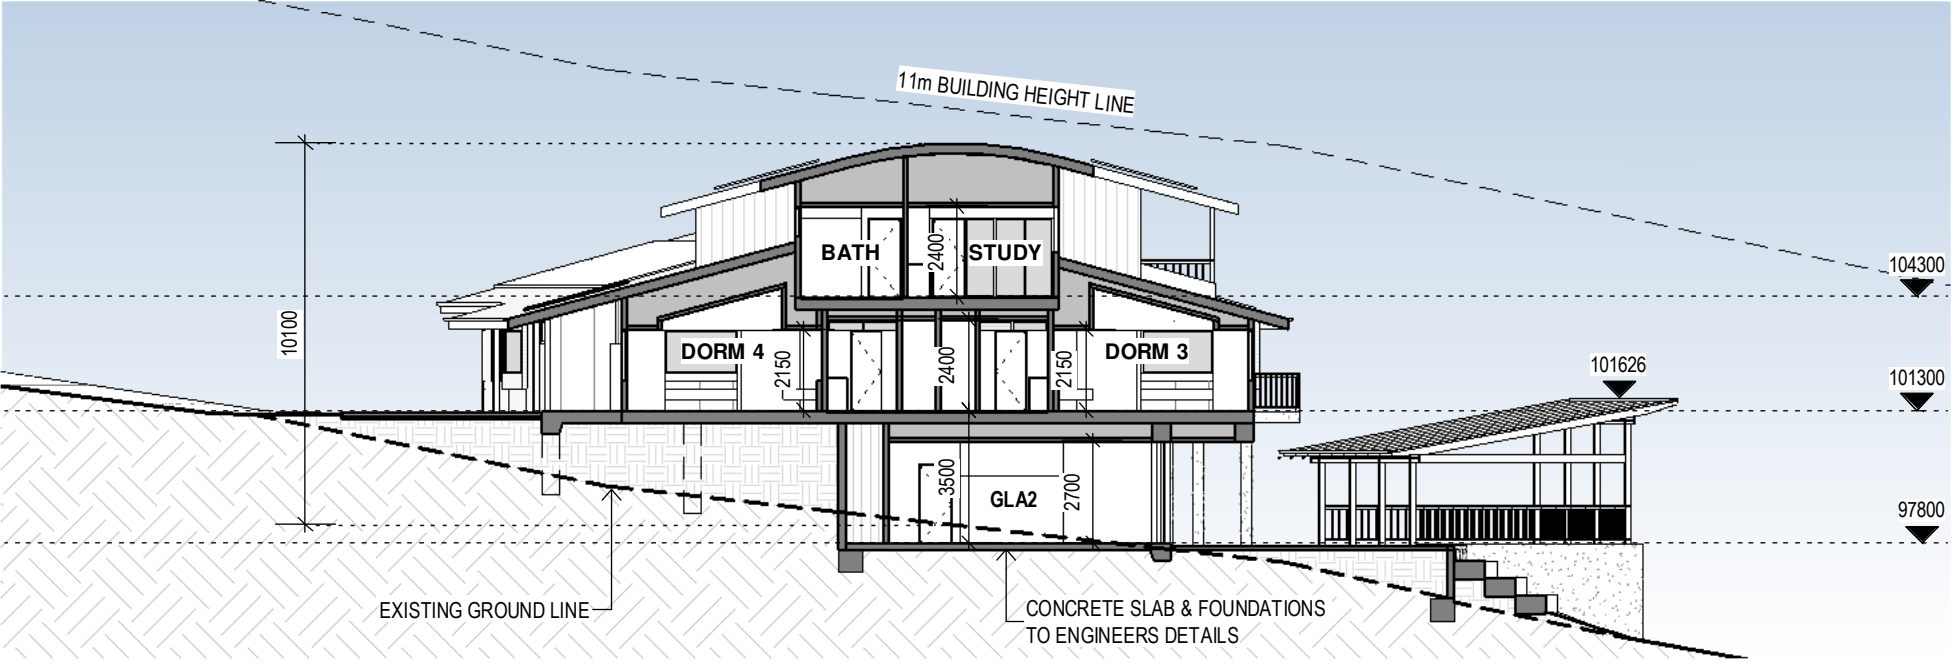 11m BUILDING HEIGHT LINE
BATH
2400
STUDY
104300
10100
DORM 4
2150
2400
2150
DORM 3
101626
101300
3500
GLA2
2700
97800
EXISTING GROUND LINE
CONCRETE SLAB & FOUNDATIONS
TO ENGINEERS DETAILS